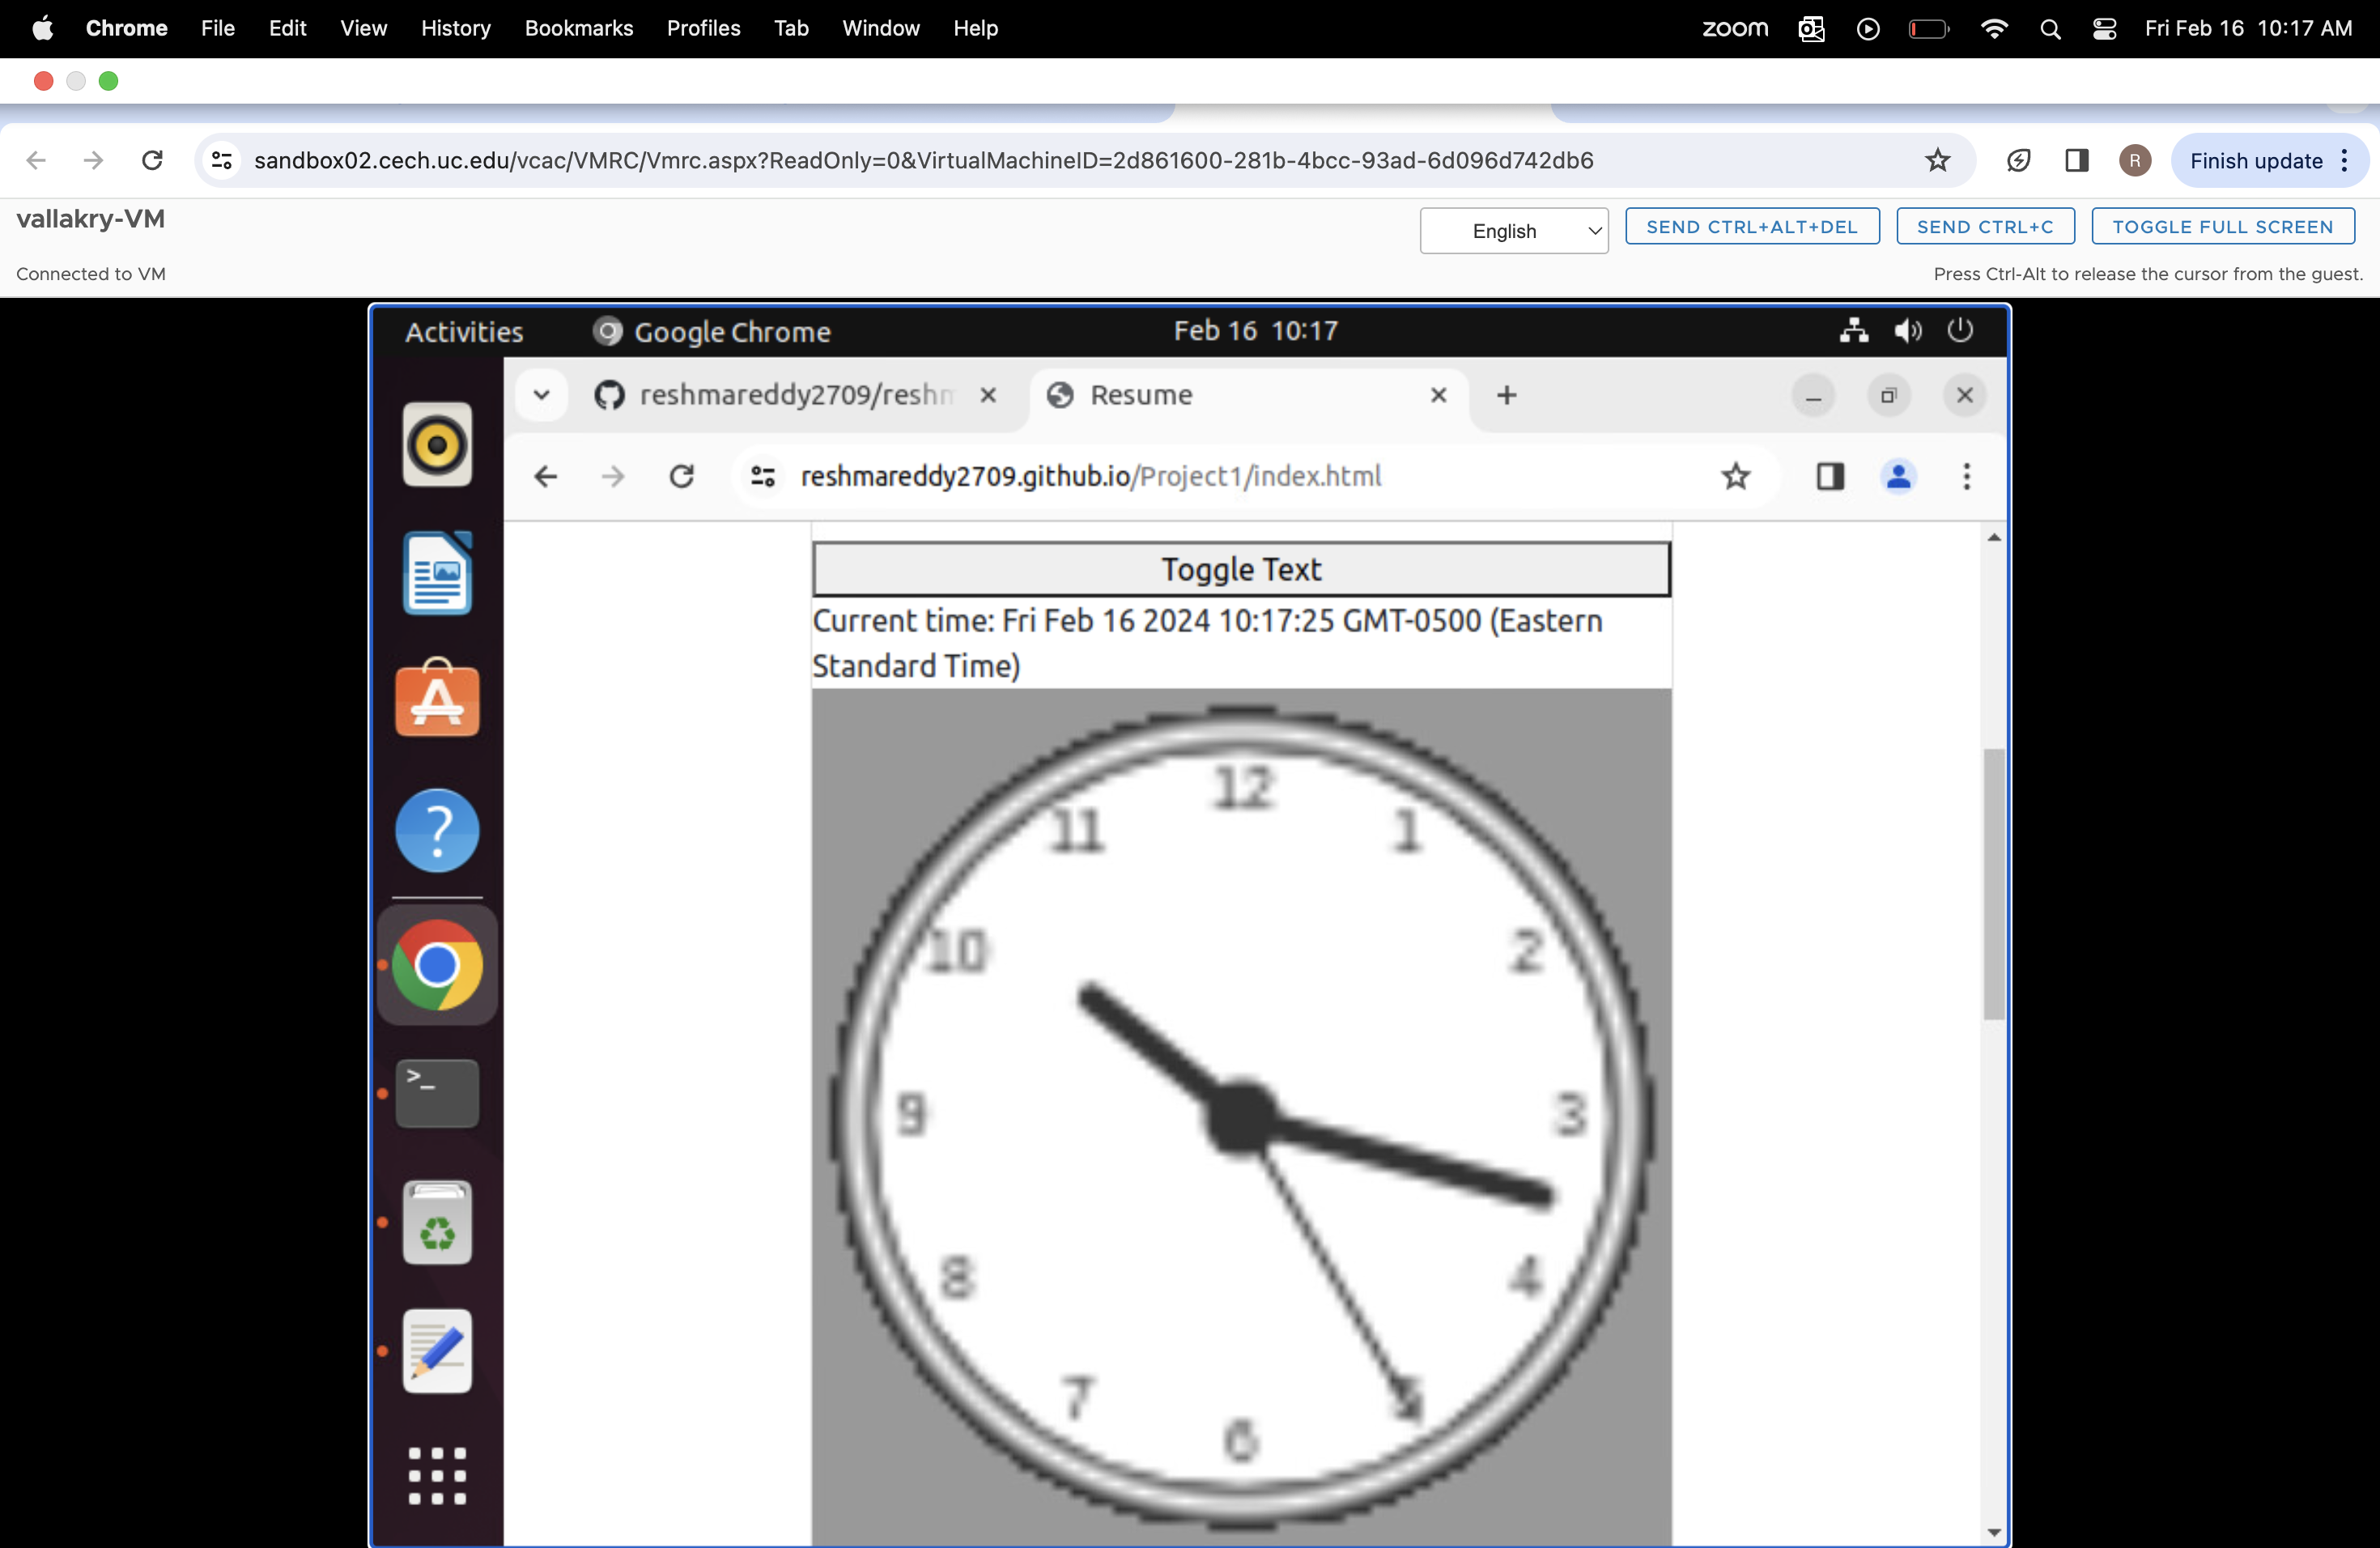 Chrome File Edit View History Bookmarks Profiles Tab Window Help zoom Fri Feb 16 10:17 AM
sandbox02.cech.uc.edu/vcac/VMRC/Vmrc.aspx?ReadOnly=0&VirtualMachineID=2d861600-281b-4bcc-93ad-6d096d742db6 R Finish update
vallakry-VM English SEND CTRL+ALT+DEL SEND CTRL+C TOGGLE FULL SCREEN
Connected to VM Press Ctrl-Alt to release the cursor from the guest.
Activities Google Chrome Feb 16 10:17
reshmareddy2709/reshm Resume
reshmareddy2709.github.io/Project1/index.html
Toggle Text
Current time: Fri Feb 16 2024 10:17:25 GMT-0500 (Eastern
Standard Time)
12
11 1
10 2
9 3
8 4
7 5
6